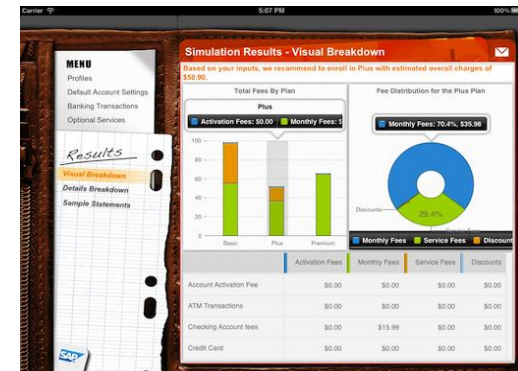 Carrier 5:07 PM 100%
MENU
Profiles
Default Account Settings
Banking Transactions
Optional Services
Results
Visual Breakdown
Details Breakdown
Sample Statements
SAP
Simulation Results - Visual Breakdown
Based on your inputs, we recommend to enroll in Plus with estimated overall charges of
$50.90.
Total Fees By Plan
Plus
Activation Fees: $0.00 Monthly Fees: $
100
80
60
40
20
0
Basic Plus Premium
Fee Distribution for the Plus Plan
Monthly Fees: 70.4%, $35.98
Discounts
29.4%
Monthly Fees Service Fees Discount
Activation Fees Monthly Fees Service Fees Discounts
Account Activation Fee $0.00 $0.00 $0.00 $0.00
ATM Transactions $0.00 $0.00 $0.00 $0.00
Checking Account fees $0.00 $15.99 $0.00 $0.00
Credit Card $0.00 $0.00 $0.00 $0.00